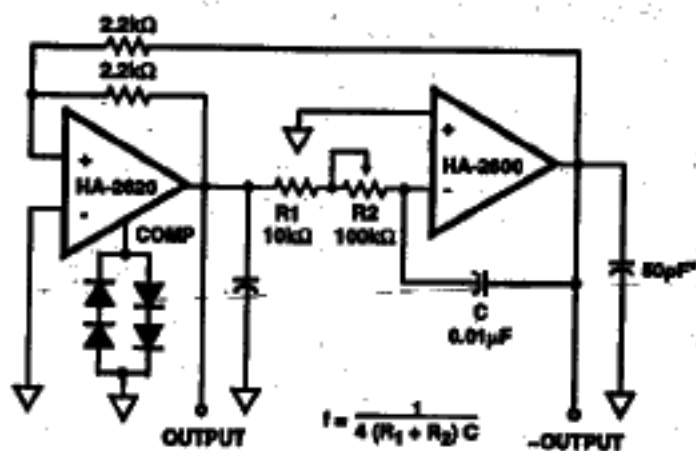 2.2kΩ
2.2kΩ
+
HA-2620
-
COMP
R1
10kΩ
R2
100kΩ
+
HA-2600
-
C
0.01µF
50pF*
OUTPUT
f = 1 / 4 (R₁ + R₂) C
~OUTPUT